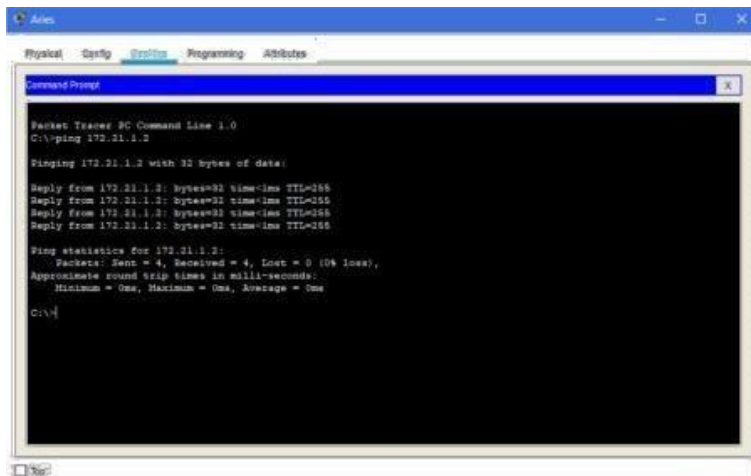 Aries
Physical Config Desktop Programming Attributes
Command Prompt
X
Packet Tracer PC Command Line 1.0
C:\>ping 172.21.1.2
Pinging 172.21.1.2 with 32 bytes of data:
Reply from 172.21.1.2: bytes=32 time<1ms TTL=255
Reply from 172.21.1.2: bytes=32 time<1ms TTL=255
Reply from 172.21.1.2: bytes=32 time<1ms TTL=255
Reply from 172.21.1.2: bytes=32 time<1ms TTL=255
Ping statistics for 172.21.1.2:
Packets: Sent = 4, Received = 4, Lost = 0 (0% loss),
Approximate round trip times in milli-seconds:
Minimum = 0ms, Maximum = 0ms, Average = 0ms
C:\>
Top